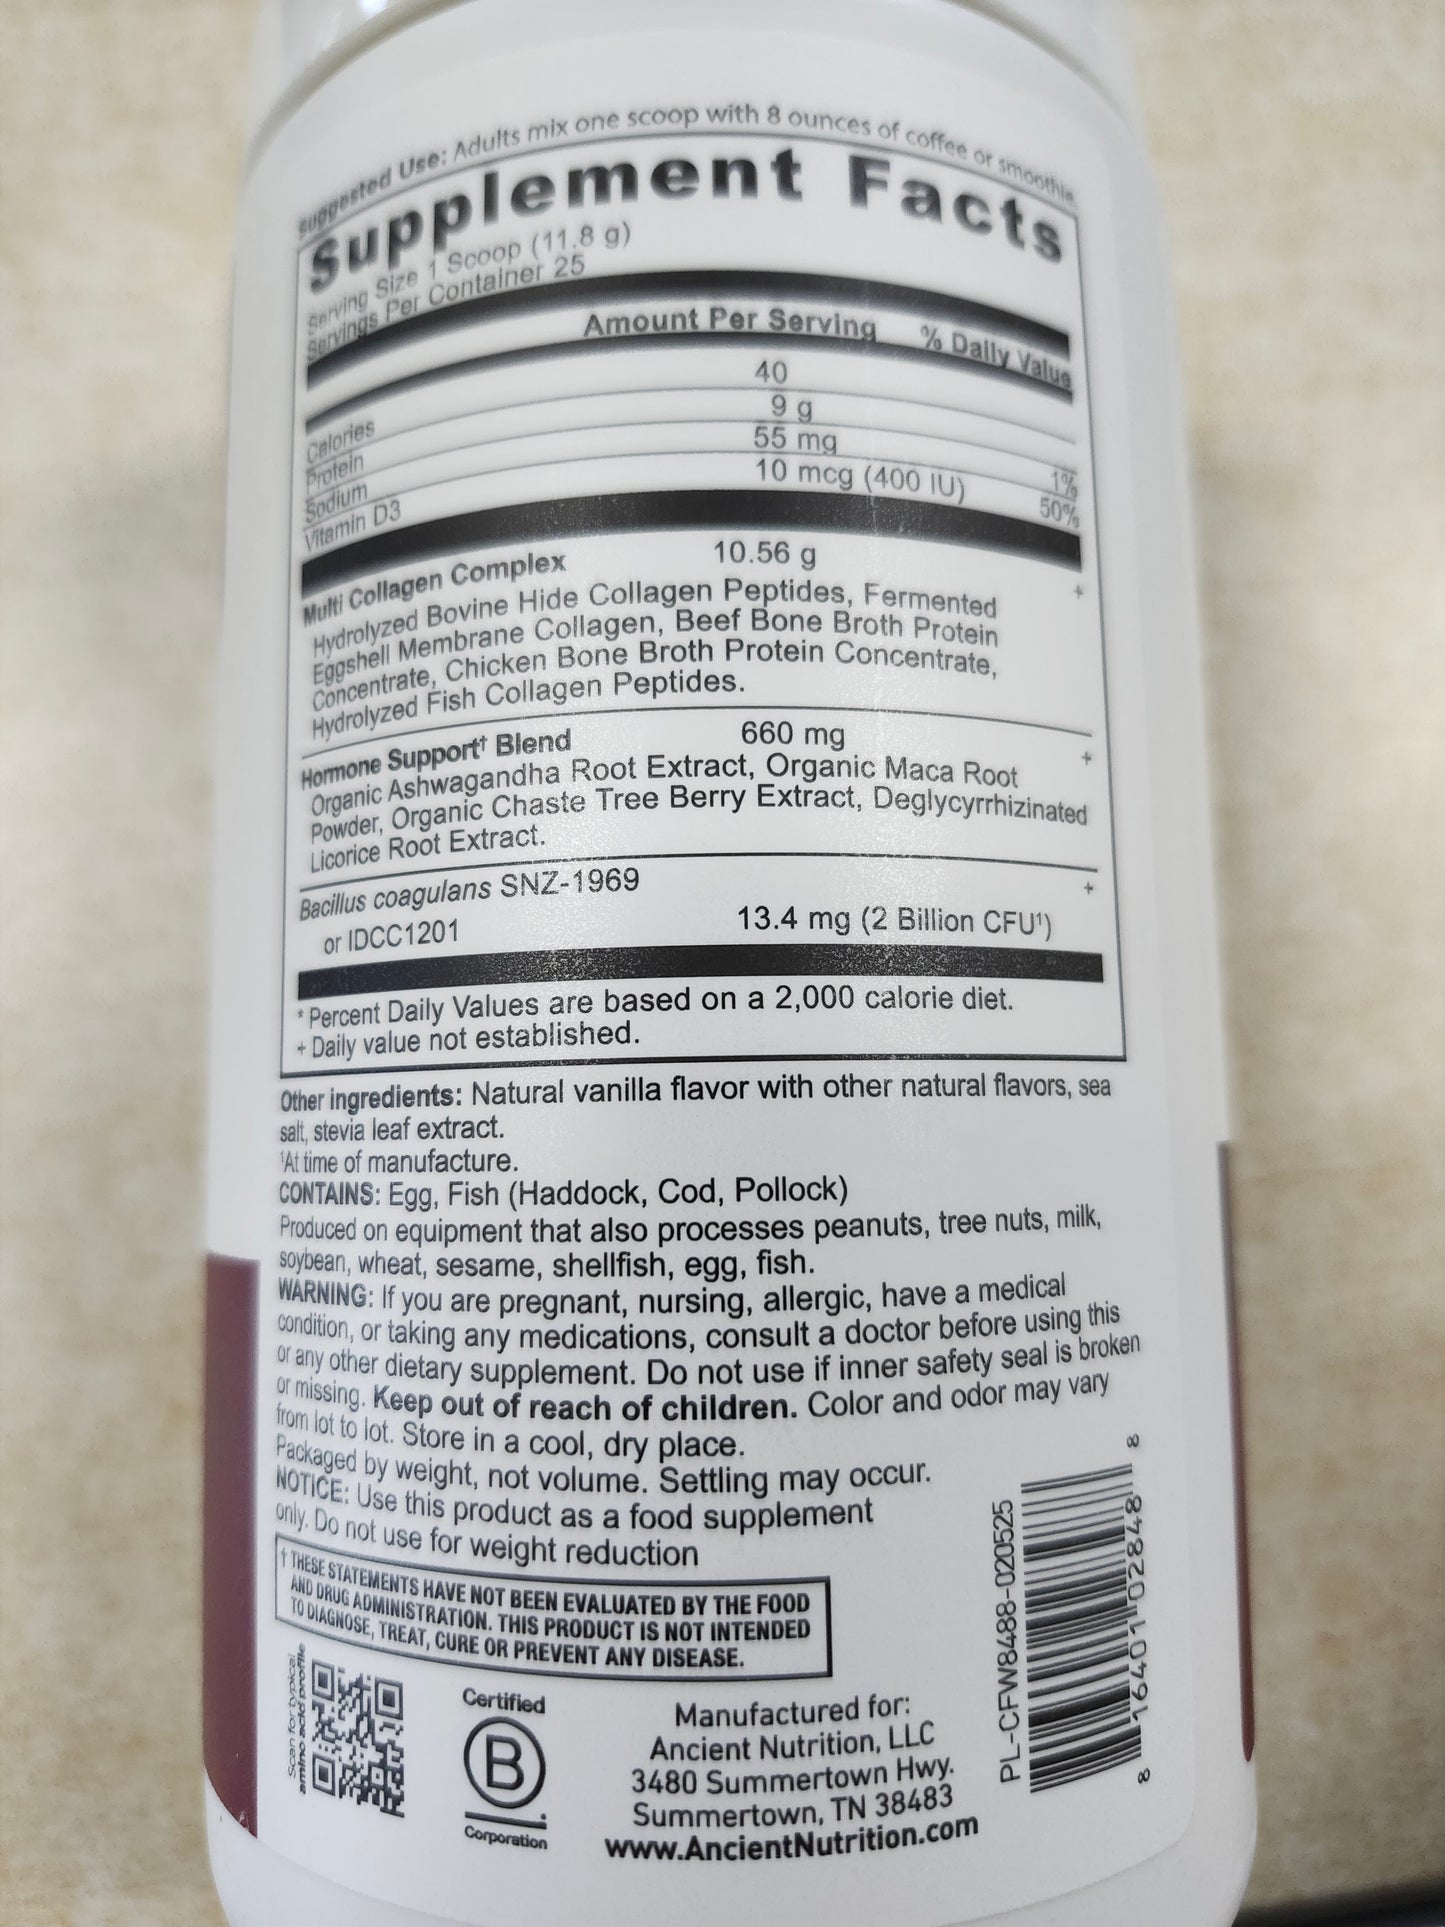 Suggested Use: Adults mix one scoop with 8 ounces of coffee or smoothie.
Supplement Facts
Serving Size 1 Scoop (11.8 g)
Servings Per Container 25
Amount Per Serving % Daily Value
Calories 40
Protein 9 g 1%
Sodium 55 mg 50%
Vitamin D3 10 mcg (400 IU)
Multi Collagen Complex 10.56 g +
Hydrolyzed Bovine Hide Collagen Peptides, Fermented
Eggshell Membrane Collagen, Beef Bone Broth Protein
Concentrate, Chicken Bone Broth Protein Concentrate,
Hydrolyzed Fish Collagen Peptides.
Hormone Support† Blend 660 mg +
Organic Ashwagandha Root Extract, Organic Maca Root
Powder, Organic Chaste Tree Berry Extract, Deglycyrrhizinated
Licorice Root Extract.
Bacillus coagulans SNZ-1969 +
or IDCC1201 13.4 mg (2 Billion CFU¹)
* Percent Daily Values are based on a 2,000 calorie diet.
+ Daily value not established.
Other ingredients: Natural vanilla flavor with other natural flavors, sea
salt, stevia leaf extract.
¹At time of manufacture.
CONTAINS: Egg, Fish (Haddock, Cod, Pollock)
Produced on equipment that also processes peanuts, tree nuts, milk,
soybean, wheat, sesame, shellfish, egg, fish.
WARNING: If you are pregnant, nursing, allergic, have a medical
condition, or taking any medications, consult a doctor before using this
or any other dietary supplement. Do not use if inner safety seal is broken
or missing. Keep out of reach of children. Color and odor may vary
from lot to lot. Store in a cool, dry place.
Packaged by weight, not volume. Settling may occur.
NOTICE: Use this product as a food supplement
only. Do not use for weight reduction
† THESE STATEMENTS HAVE NOT BEEN EVALUATED BY THE FOOD
AND DRUG ADMINISTRATION. THIS PRODUCT IS NOT INTENDED
TO DIAGNOSE, TREAT, CURE OR PREVENT ANY DISEASE.
Scan for typical
amino acid profile
Certified
B
Corporation
Manufactured for:
Ancient Nutrition, LLC
3480 Summertown Hwy.
Summertown, TN 38483
www.AncientNutrition.com
PL-CFW8488-020525
8 16401 02848 8